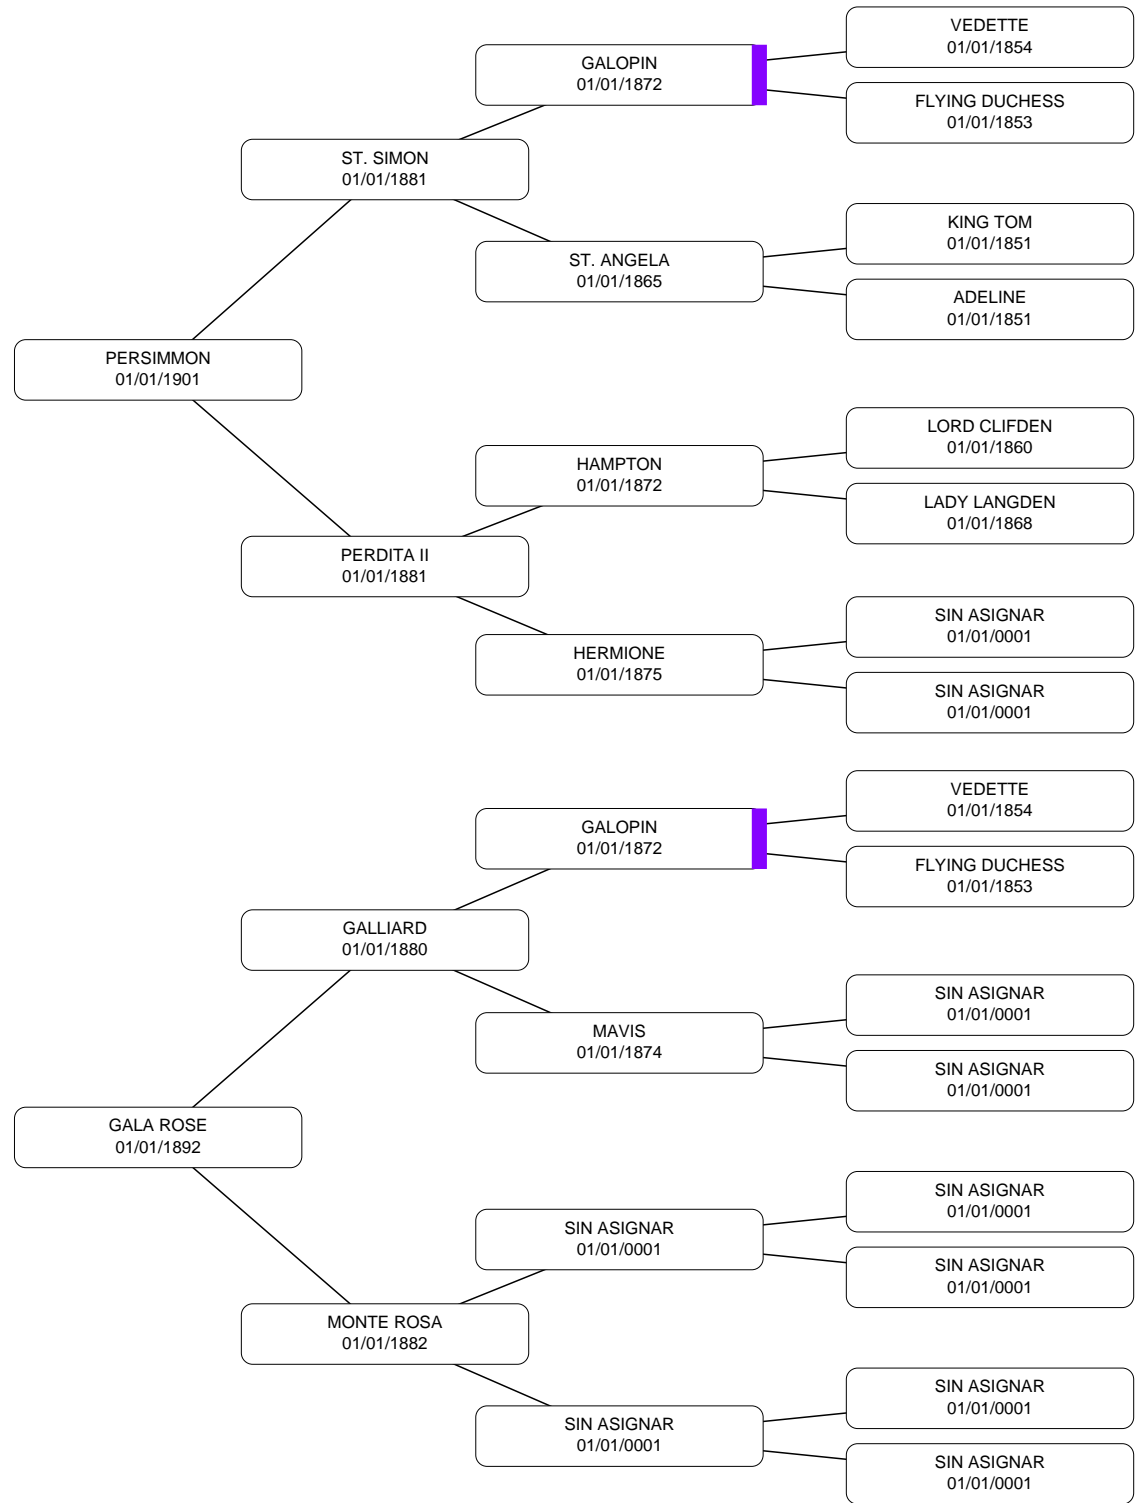 VEDETTE
01/01/1854
GALOPIN
01/01/1872
FLYING DUCHESS
01/01/1853
ST. SIMON
01/01/1881
KING TOM
01/01/1851
ST. ANGELA
01/01/1865
ADELINE
01/01/1851
PERSIMMON
01/01/1901
LORD CLIFDEN
01/01/1860
HAMPTON
01/01/1872
LADY LANGDEN
01/01/1868
PERDITA II
01/01/1881
SIN ASIGNAR
01/01/0001
HERMIONE
01/01/1875
SIN ASIGNAR
01/01/0001
VEDETTE
01/01/1854
GALOPIN
01/01/1872
FLYING DUCHESS
01/01/1853
GALLIARD
01/01/1880
SIN ASIGNAR
01/01/0001
MAVIS
01/01/1874
SIN ASIGNAR
01/01/0001
GALA ROSE
01/01/1892
SIN ASIGNAR
01/01/0001
SIN ASIGNAR
01/01/0001
SIN ASIGNAR
01/01/0001
MONTE ROSA
01/01/1882
SIN ASIGNAR
01/01/0001
SIN ASIGNAR
01/01/0001
SIN ASIGNAR
01/01/0001